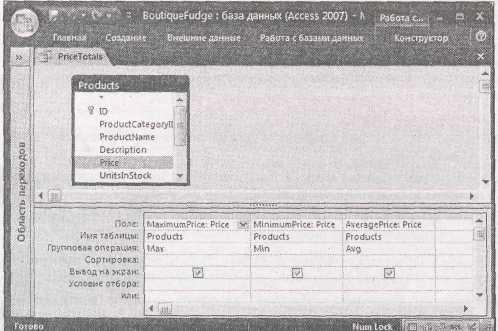 BoutiqueFudge : база данных (Access 2007) - М Работа с...
Главная Создание Внешние данные Работа с базами данных Конструктор
» PriceTotals
Products
*
ID
ProductCategoryI
ProductName
Description
Price
UnitsInStock
Область переходов
Поле: MaximumPrice: Price MinimumPrice: Price AveragePrice: Price
Имя таблицы: Products Products Products
Групповая операция: Max Min Avg
Сортировка:
Вывод на экран:
Условие отбора:
или:
Готово Num Lock